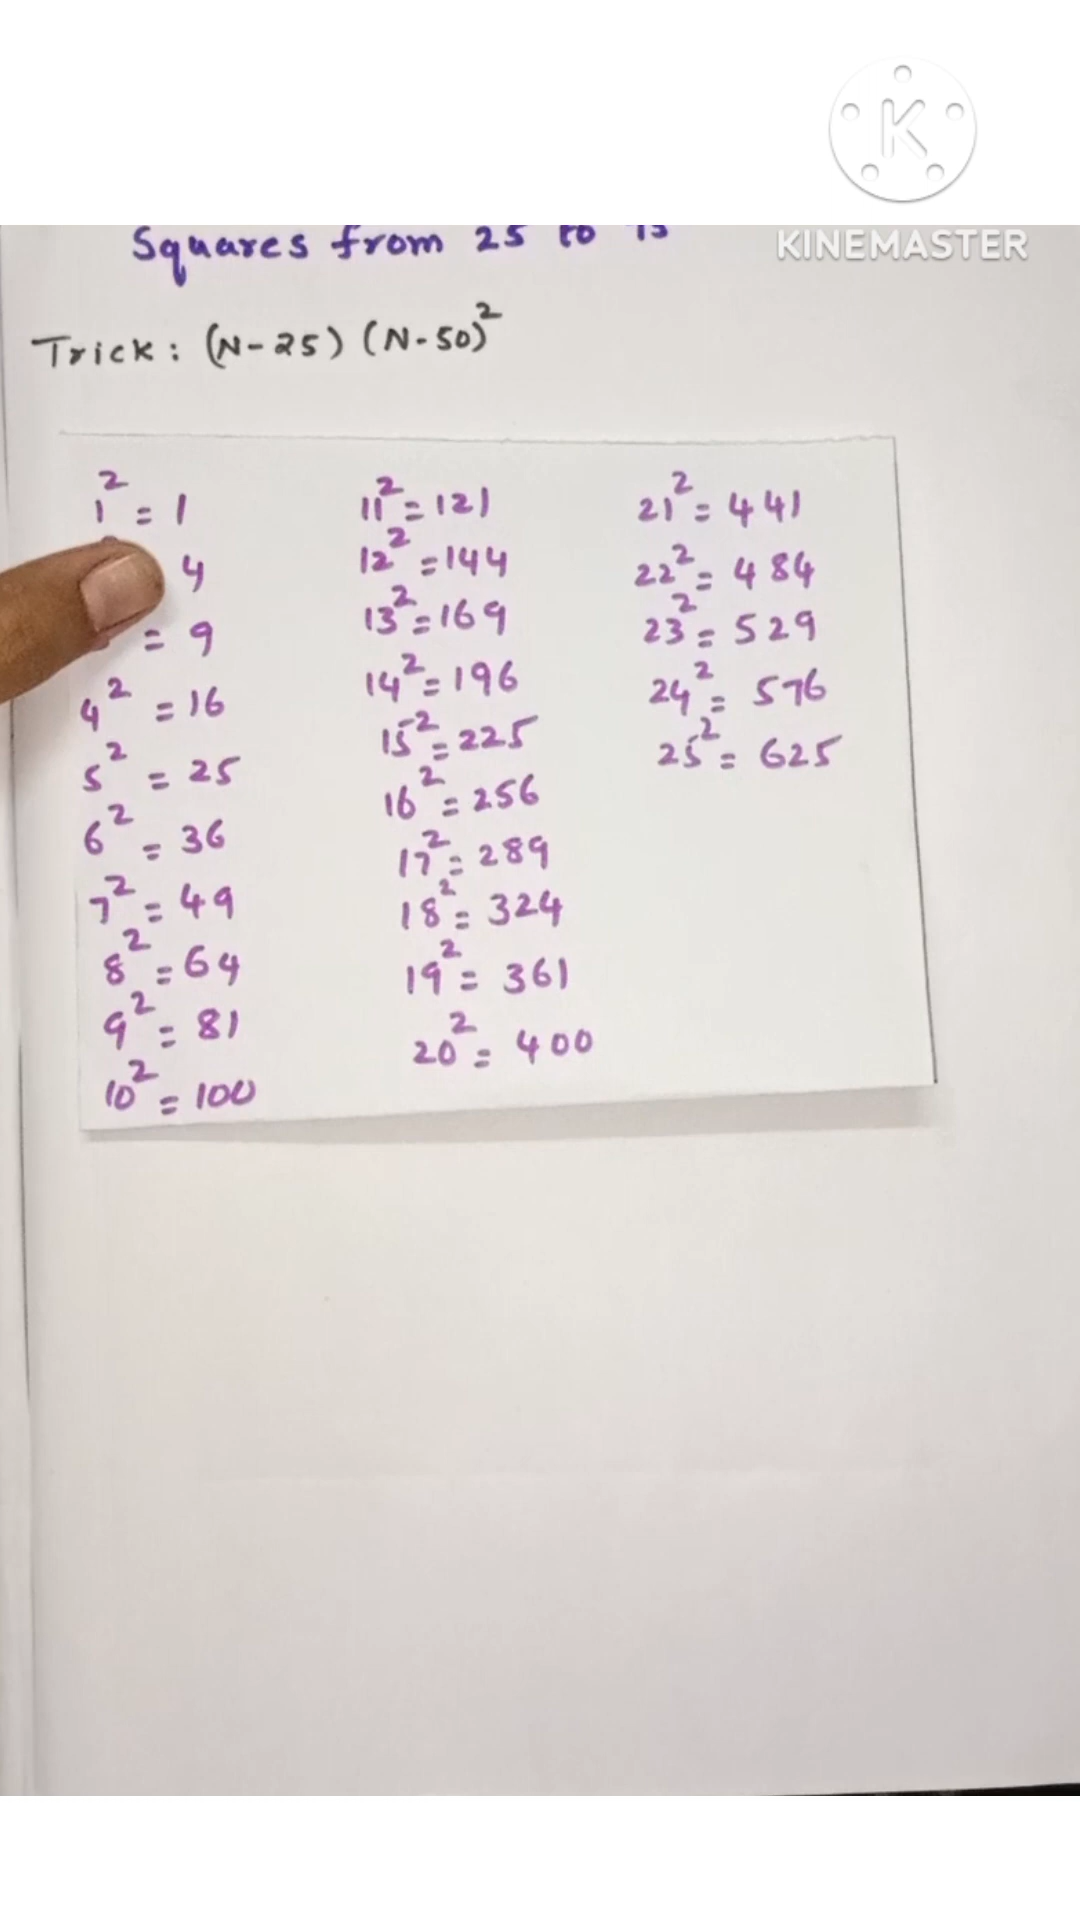 K
KINEMASTER
Squares from 25 to 75
Trick: (N-25) (N-50)²
1² = 1
4
= 9
4² = 16
5² = 25
6² = 36
7² = 49
8² = 64
9² = 81
10² = 100
11² = 121
12² = 144
13² = 169
14² = 196
15² = 225
16² = 256
17² = 289
18² = 324
19² = 361
20² = 400
21² = 441
22² = 484
23² = 529
24² = 576
25² = 625